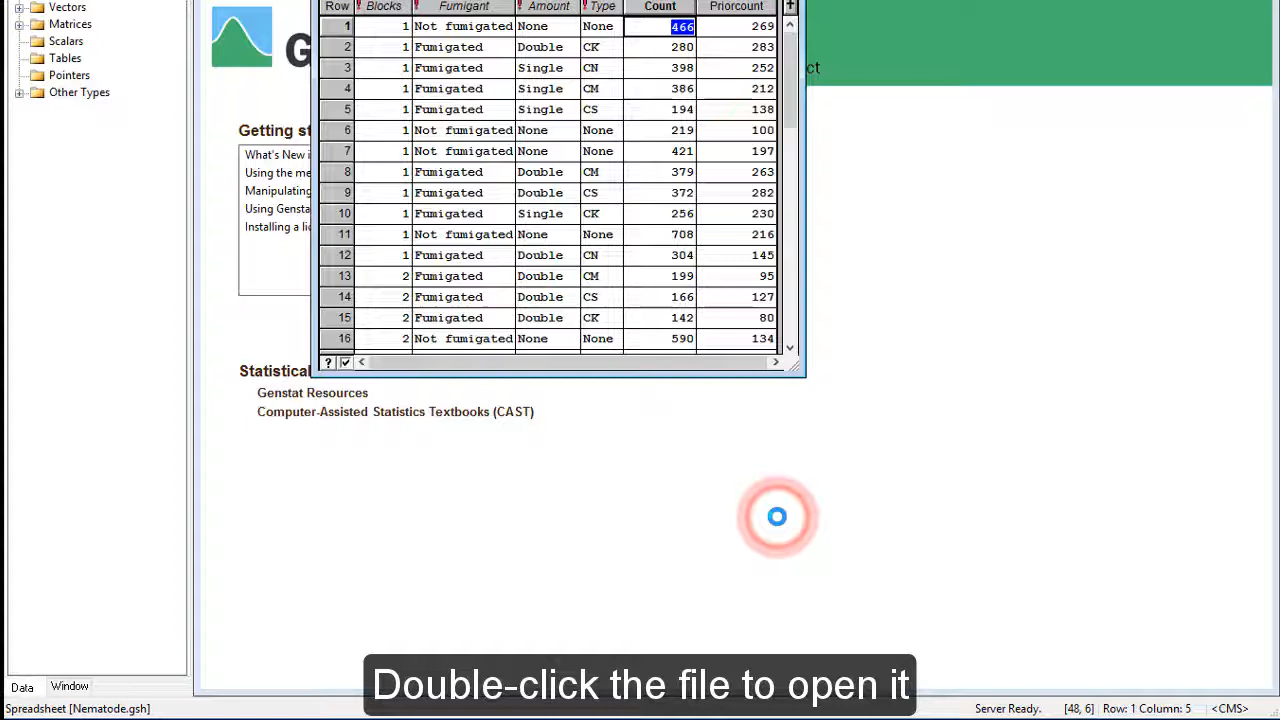 Vectors
Matrices
Scalars
Tables
Pointers
Other Types
G
ct
Getting st
What's New i
Using the me
Manipulating
Using Genstat
Installing a lic
Row Blocks Fumigant Amount Type Count Priorcount
1 1 Not fumigated None None 466 269
2 1 Fumigated Double CK 280 283
3 1 Fumigated Single CN 398 252
4 1 Fumigated Single CM 386 212
5 1 Fumigated Single CS 194 138
6 1 Not fumigated None None 219 100
7 1 Not fumigated None None 421 197
8 1 Fumigated Double CM 379 263
9 1 Fumigated Double CS 372 282
10 1 Fumigated Single CK 256 230
11 1 Not fumigated None None 708 216
12 1 Fumigated Double CN 304 145
13 2 Fumigated Double CM 199 95
14 2 Fumigated Double CS 166 127
15 2 Fumigated Double CK 142 80
16 2 Not fumigated None None 590 134
Statistical
Genstat Resources
Computer-Assisted Statistics Textbooks (CAST)
Double-click the file to open it
Data Window
Spreadsheet [Nematode.gsh] Server Ready. [48, 6] Row: 1 Column: 5 <CMS>